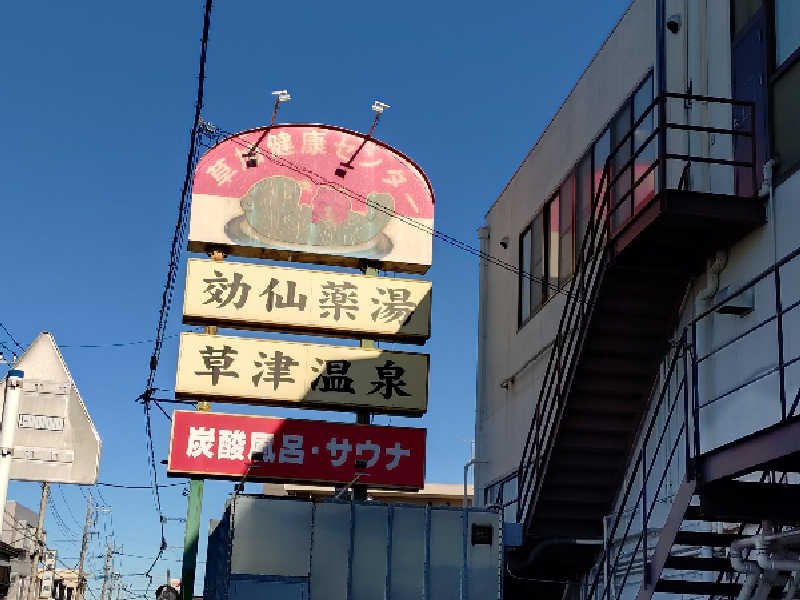 草加健康センター
効仙薬湯
草津温泉
炭酸風呂・サウナ